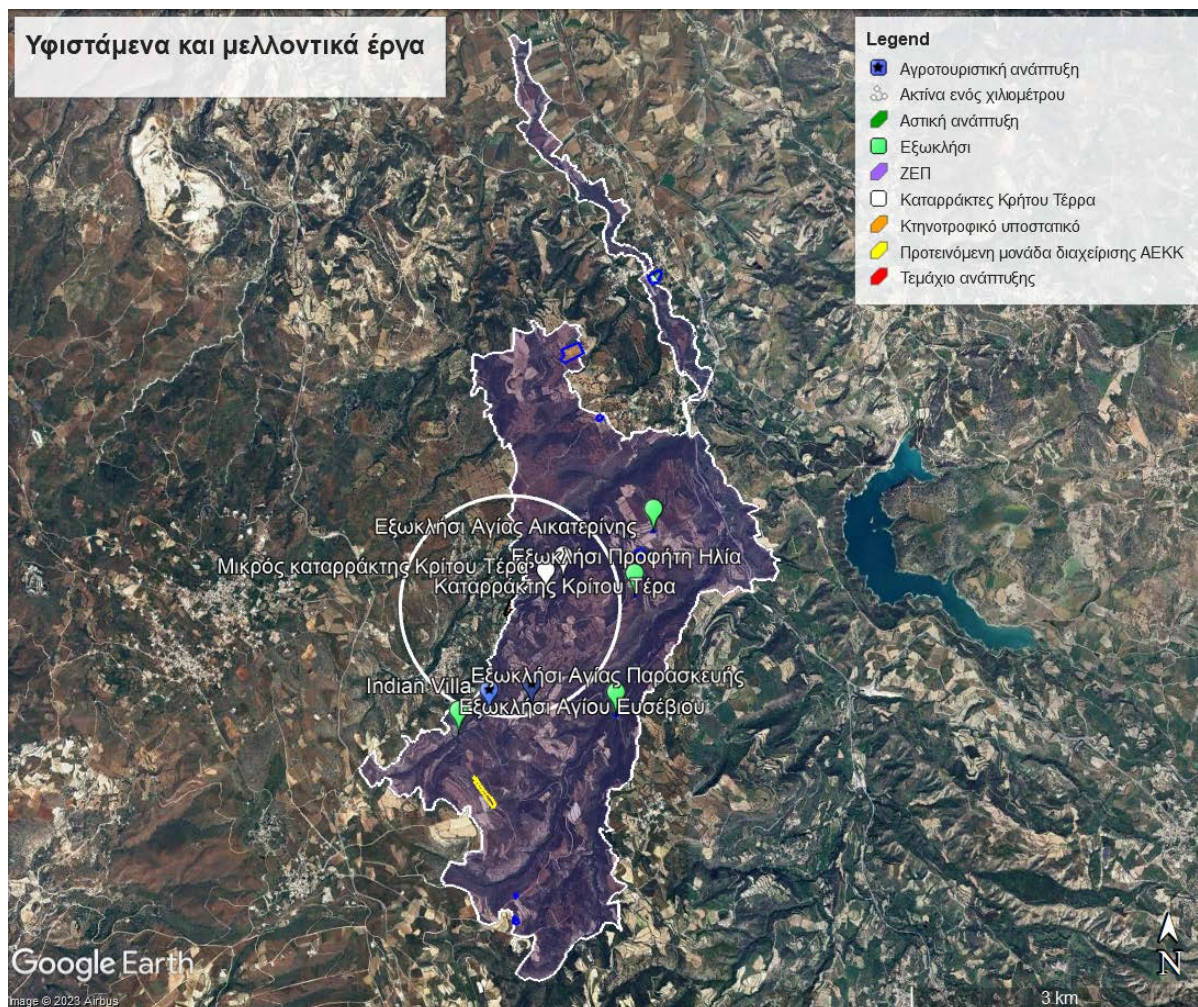 Υφιστάμενα και μελλοντικά έργα
Legend
Αγροτουριστική ανάπτυξη
Ακτίνα ενός χιλιομέτρου
Αστική ανάπτυξη
Εξωκλήσι
ΖΕΠ
Καταρράκτες Κρήτου Τέρρα
Κτηνοτροφικό υποστατικό
Προτεινόμενη μονάδα διαχείρισης ΑΕΚΚ
Τεμάχιο ανάπτυξης
Εξωκλήσι Αγίας Αικατερίνης
Εξωκλήσι Προφήτη Ηλία
Μικρός καταρράκτης Κρίτου Τέρα
Καταρράκτης Κρίτου Τέρα
Εξωκλήσι Αγίας Παρασκευής
Indian Villa
Εξωκλήσι Αγίου Ευσέβιου
Google Earth
Image © 2023 Airbus
3 km
N